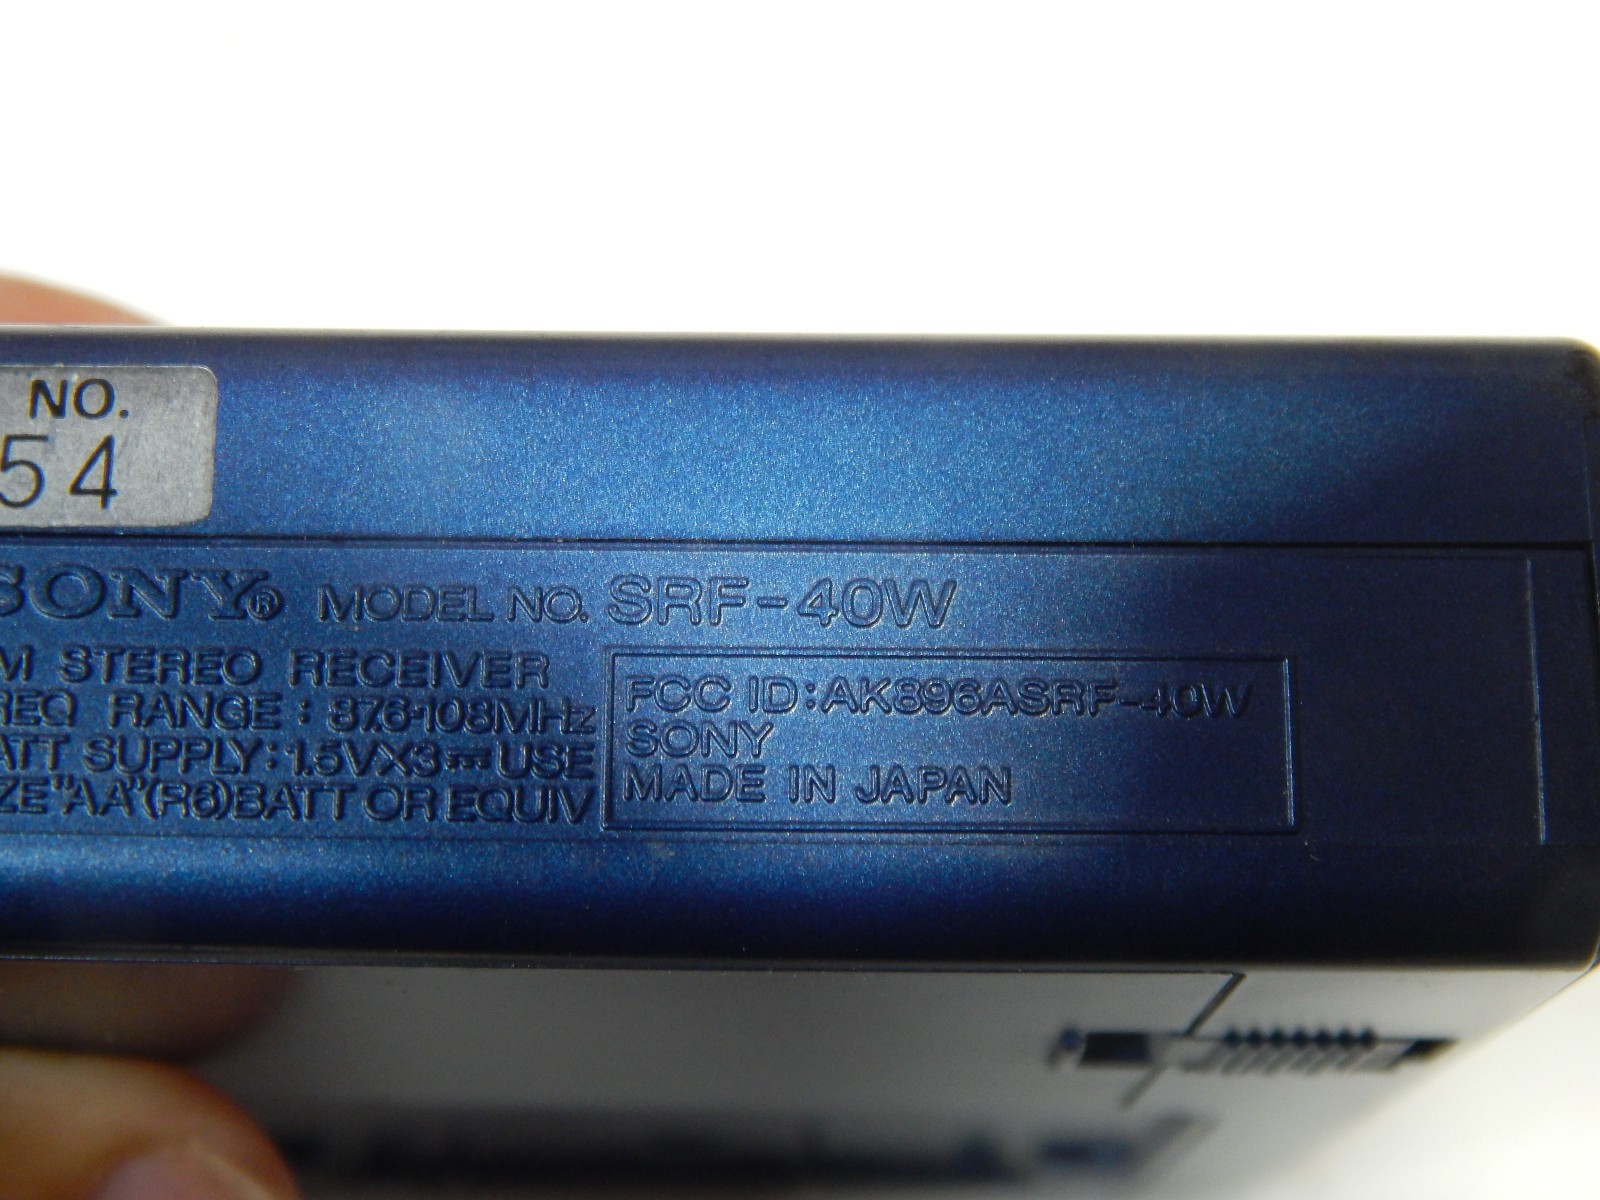 NO.
54
SONY® MODEL NO. SRF-40W
M STEREO RECEIVER
REQ RANGE : 87.6-108MHz
ATT SUPPLY : 1.5VX3⎓ USE
ZE "AA"(R6)BATT OR EQUIV
FCC ID : AK896ASRF-40W
SONY
MADE IN JAPAN